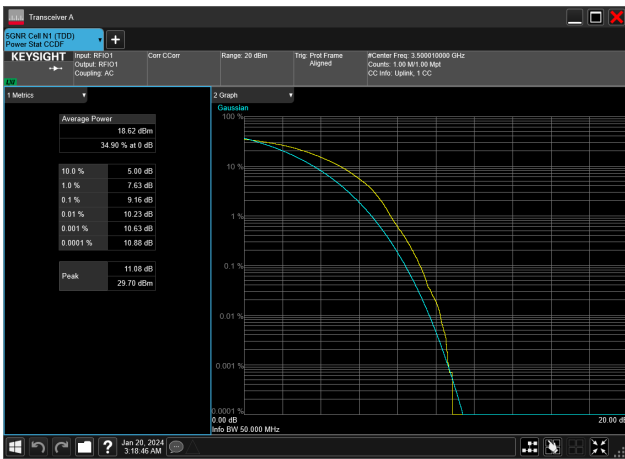 Transceiver A
5GNR Cell N1 (TDD)
Power Stat CCDF
KEYSIGHT
Input: RFIO1
Output: RFIO1
Coupling: AC
Corr CCorr
Range: 20 dBm
Trig: Prot Frame
Aligned
#Center Freq: 3.500010000 GHz
Counts: 1.00 M/1.00 Mpt
CC Info: Uplink, 1 CC
1 Metrics
2 Graph
Average Power
18.62 dBm
34.90 % at 0 dB
10.0 % 5.00 dB
1.0 % 7.63 dB
0.1 % 9.16 dB
0.01 % 10.23 dB
0.001 % 10.63 dB
0.0001 % 10.88 dB
Peak
11.08 dB
29.70 dBm
Gaussian
100 %
10 %
1 %
0.1 %
0.01 %
0.001 %
0.0001 %
0.00 dB
20.00 dB
Info BW 50.000 MHz
Jan 20, 2024
3:18:46 AM